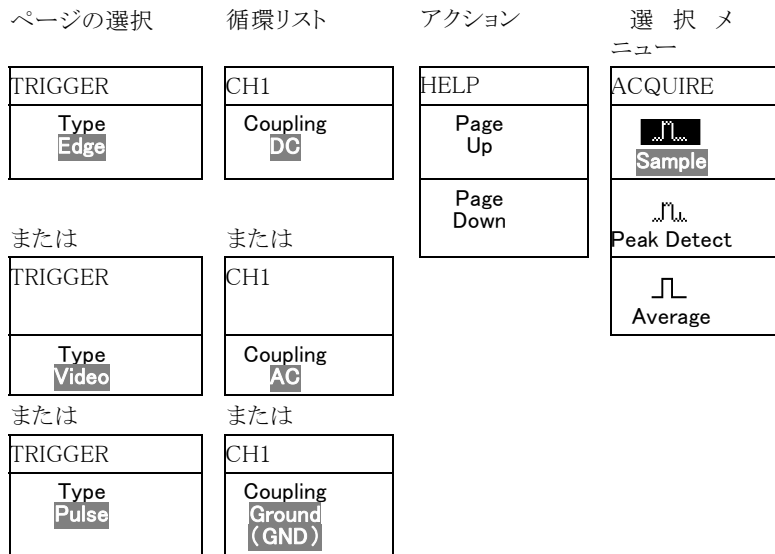 ページの選択
TRIGGER
Type
Edge
または
TRIGGER
Type
Video
または
TRIGGER
Type
Pulse
循環リスト
CH1
Coupling
DC
または
CH1
Coupling
AC
または
CH1
Coupling
Ground
(GND)
アクション
HELP
Page
Up
Page
Down
選 択 メ
ニュー
ACQUIRE
Sample
Peak Detect
Average